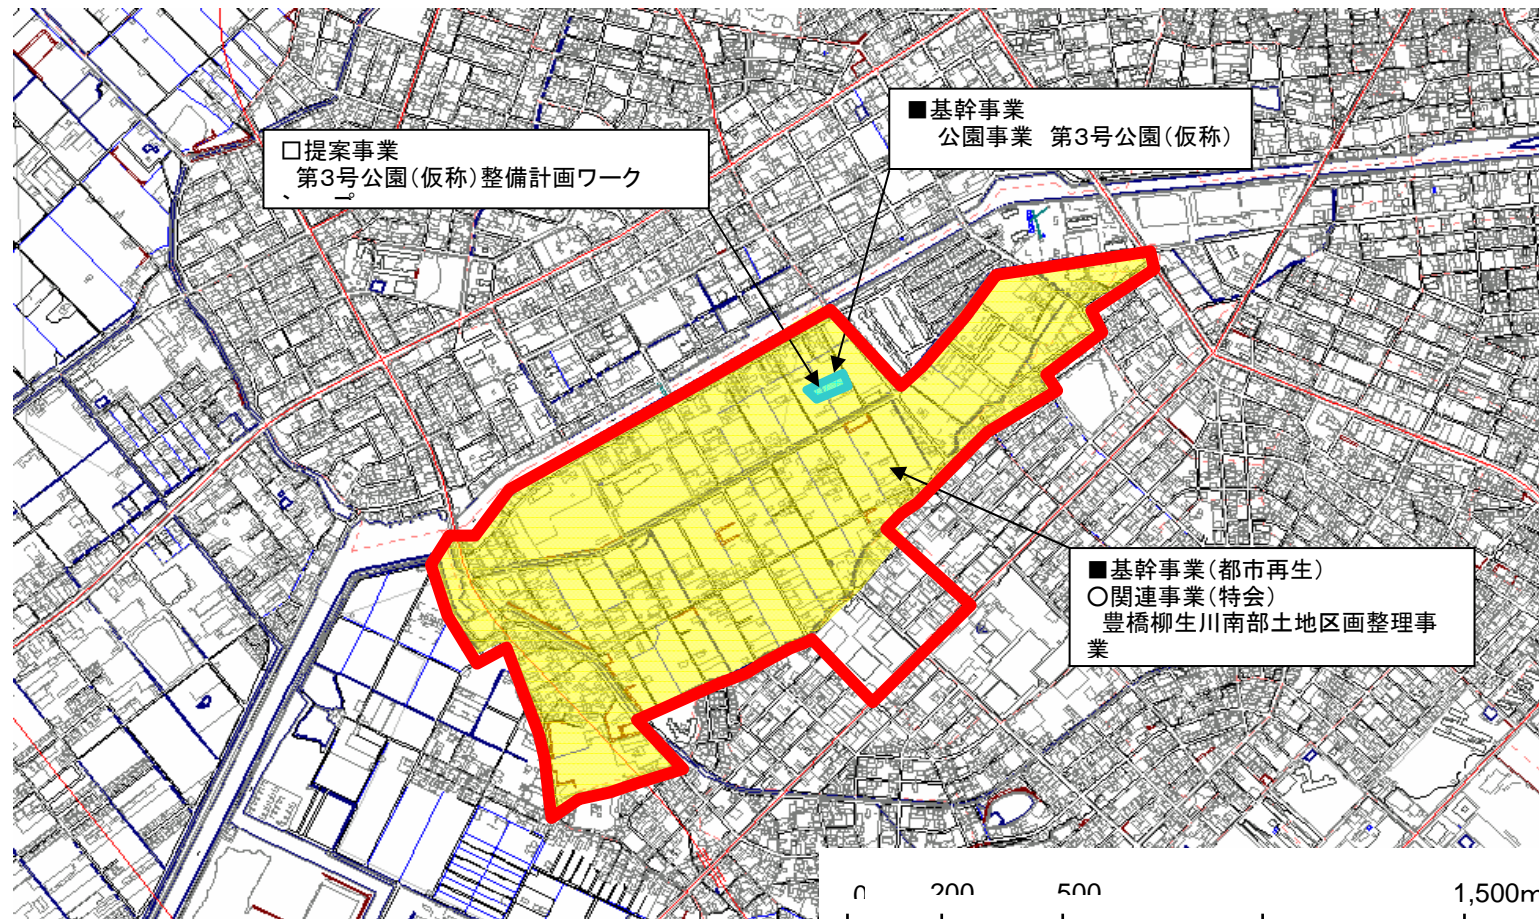 ■基幹事業
公園事業 第3号公園(仮称)
□提案事業
第3号公園(仮称)整備計画ワーク
■基幹事業(都市再生)
○関連事業(特会)
豊橋柳生川南部土地区画整理事
業
0 200 500 1,500m